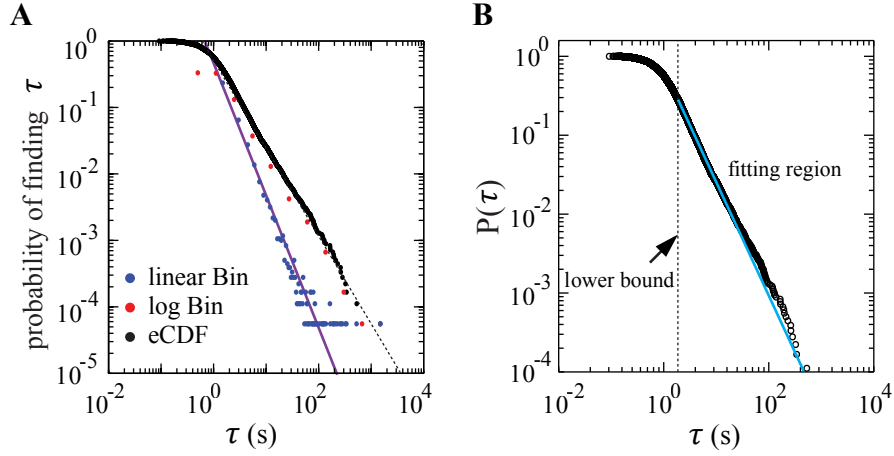 A
probability of finding τ
10^0
10^-1
10^-2
10^-3
10^-4
10^-5
linear Bin
log Bin
eCDF
10^-2
10^0
10^2
10^4
τ (s)
B
P(τ)
10^0
10^-1
10^-2
10^-3
10^-4
fitting region
lower bound
10^-2
10^0
10^2
10^4
τ (s)